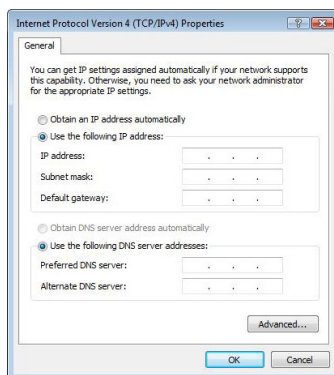 Internet Protocol Version 4 (TCP/IPv4) Properties
General
You can get IP settings assigned automatically if your network supports
this capability. Otherwise, you need to ask your network administrator
for the appropriate IP settings.
Obtain an IP address automatically
Use the following IP address:
IP address:
Subnet mask:
Default gateway:
Obtain DNS server address automatically
Use the following DNS server addresses:
Preferred DNS server:
Alternate DNS server:
Advanced...
OK Cancel